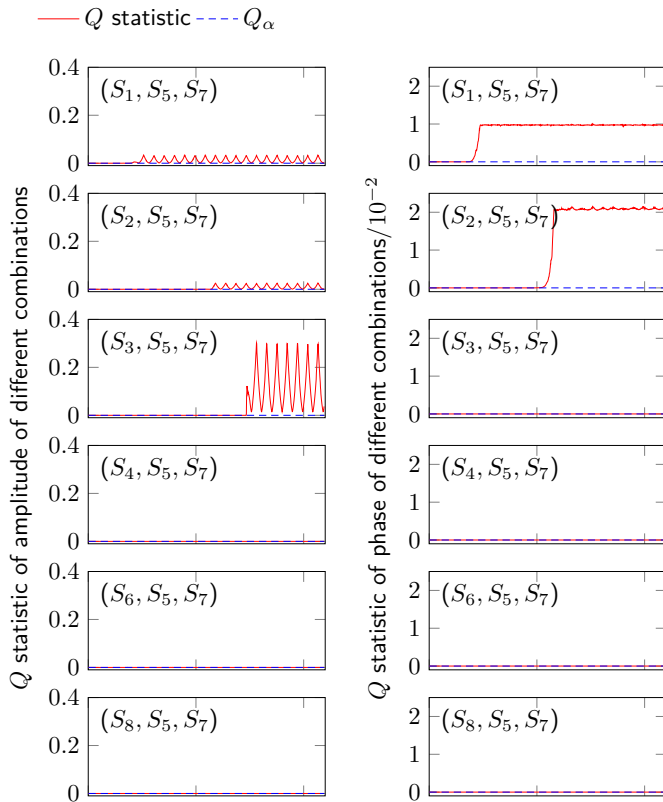 Q statistic Qα
Q statistic of amplitude of different combinations
0.4
0.2
0
(S1, S5, S7)
0.4
0.2
0
(S2, S5, S7)
0.4
0.2
0
(S3, S5, S7)
0.4
0.2
0
(S4, S5, S7)
0.4
0.2
0
(S6, S5, S7)
0.4
0.2
0
(S8, S5, S7)
Q statistic of phase of different combinations/10⁻²
2
1
0
(S1, S5, S7)
2
1
0
(S2, S5, S7)
2
1
0
(S3, S5, S7)
2
1
0
(S4, S5, S7)
2
1
0
(S6, S5, S7)
2
1
0
(S8, S5, S7)